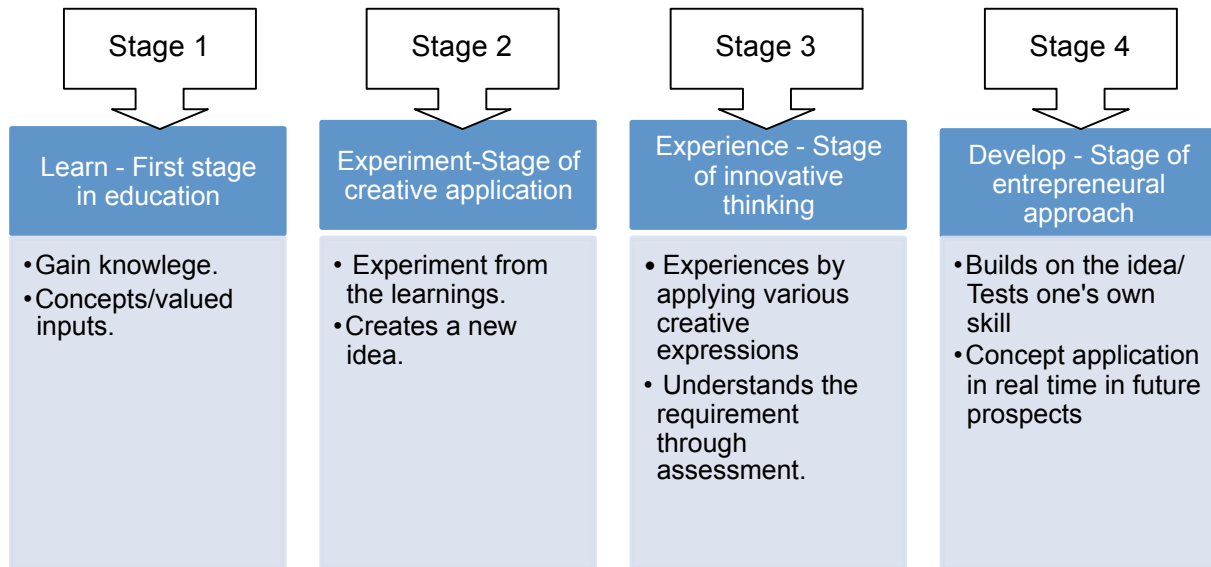 Stage 1
Learn - First stage
in education
•Gain knowlege.
•Concepts/valued
inputs.
Stage 2
Experiment-Stage of
creative application
• Experiment from
the learnings.
•Creates a new
idea.
Stage 3
Experience - Stage
of innovative
thinking
• Experiences by
applying various
creative
expressions
• Understands the
requirement
through
assessment.
Stage 4
Develop - Stage of
entrepreneural
approach
•Builds on the idea/
Tests one's own
skill
•Concept application
in real time in future
prospects